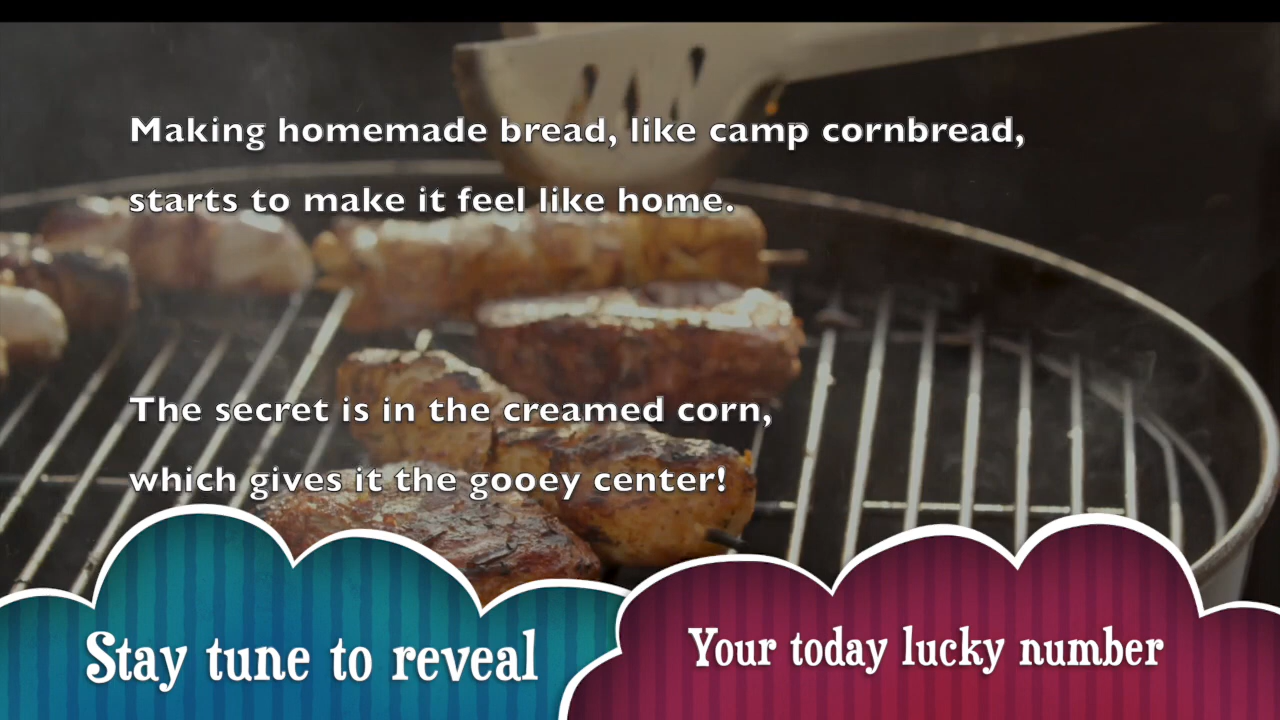 Making homemade bread, like camp cornbread,
starts to make it feel like home.
The secret is in the creamed corn,
which gives it the gooey center!
Stay tune to reveal
Your today lucky number